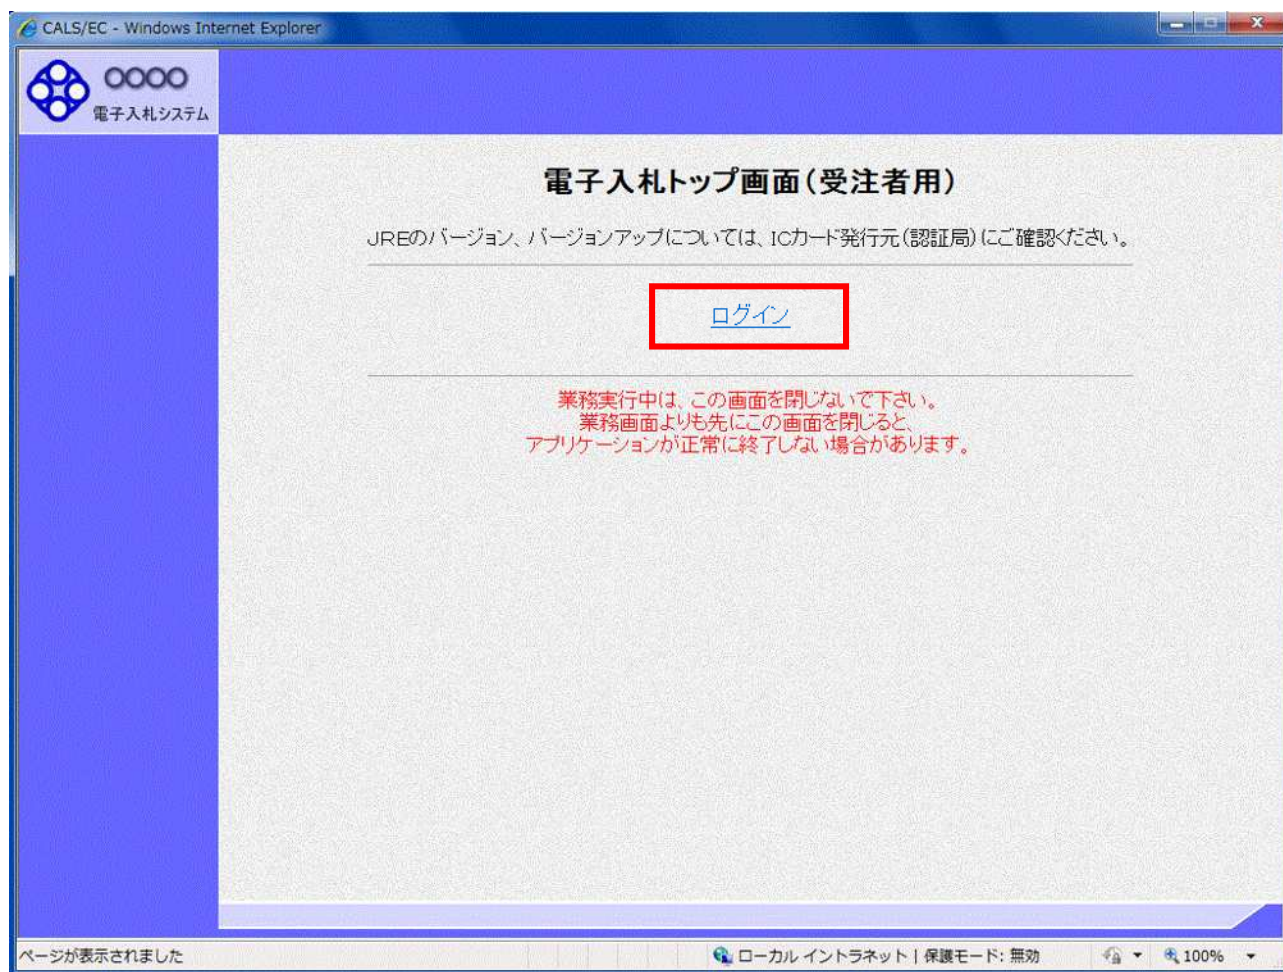 CALS/EC - Windows Internet Explorer
○○○○
電子入札システム
電子入札トップ画面(受注者用)
JREのバージョン、バージョンアップについては、ICカード発行元(認証局)にご確認ください。
ログイン
業務実行中は、この画面を閉じないで下さい。
業務画面よりも先にこの画面を閉じると、
アプリケーションが正常に終了しない場合があります。
ページが表示されました
ローカル イントラネット | 保護モード: 無効
100%